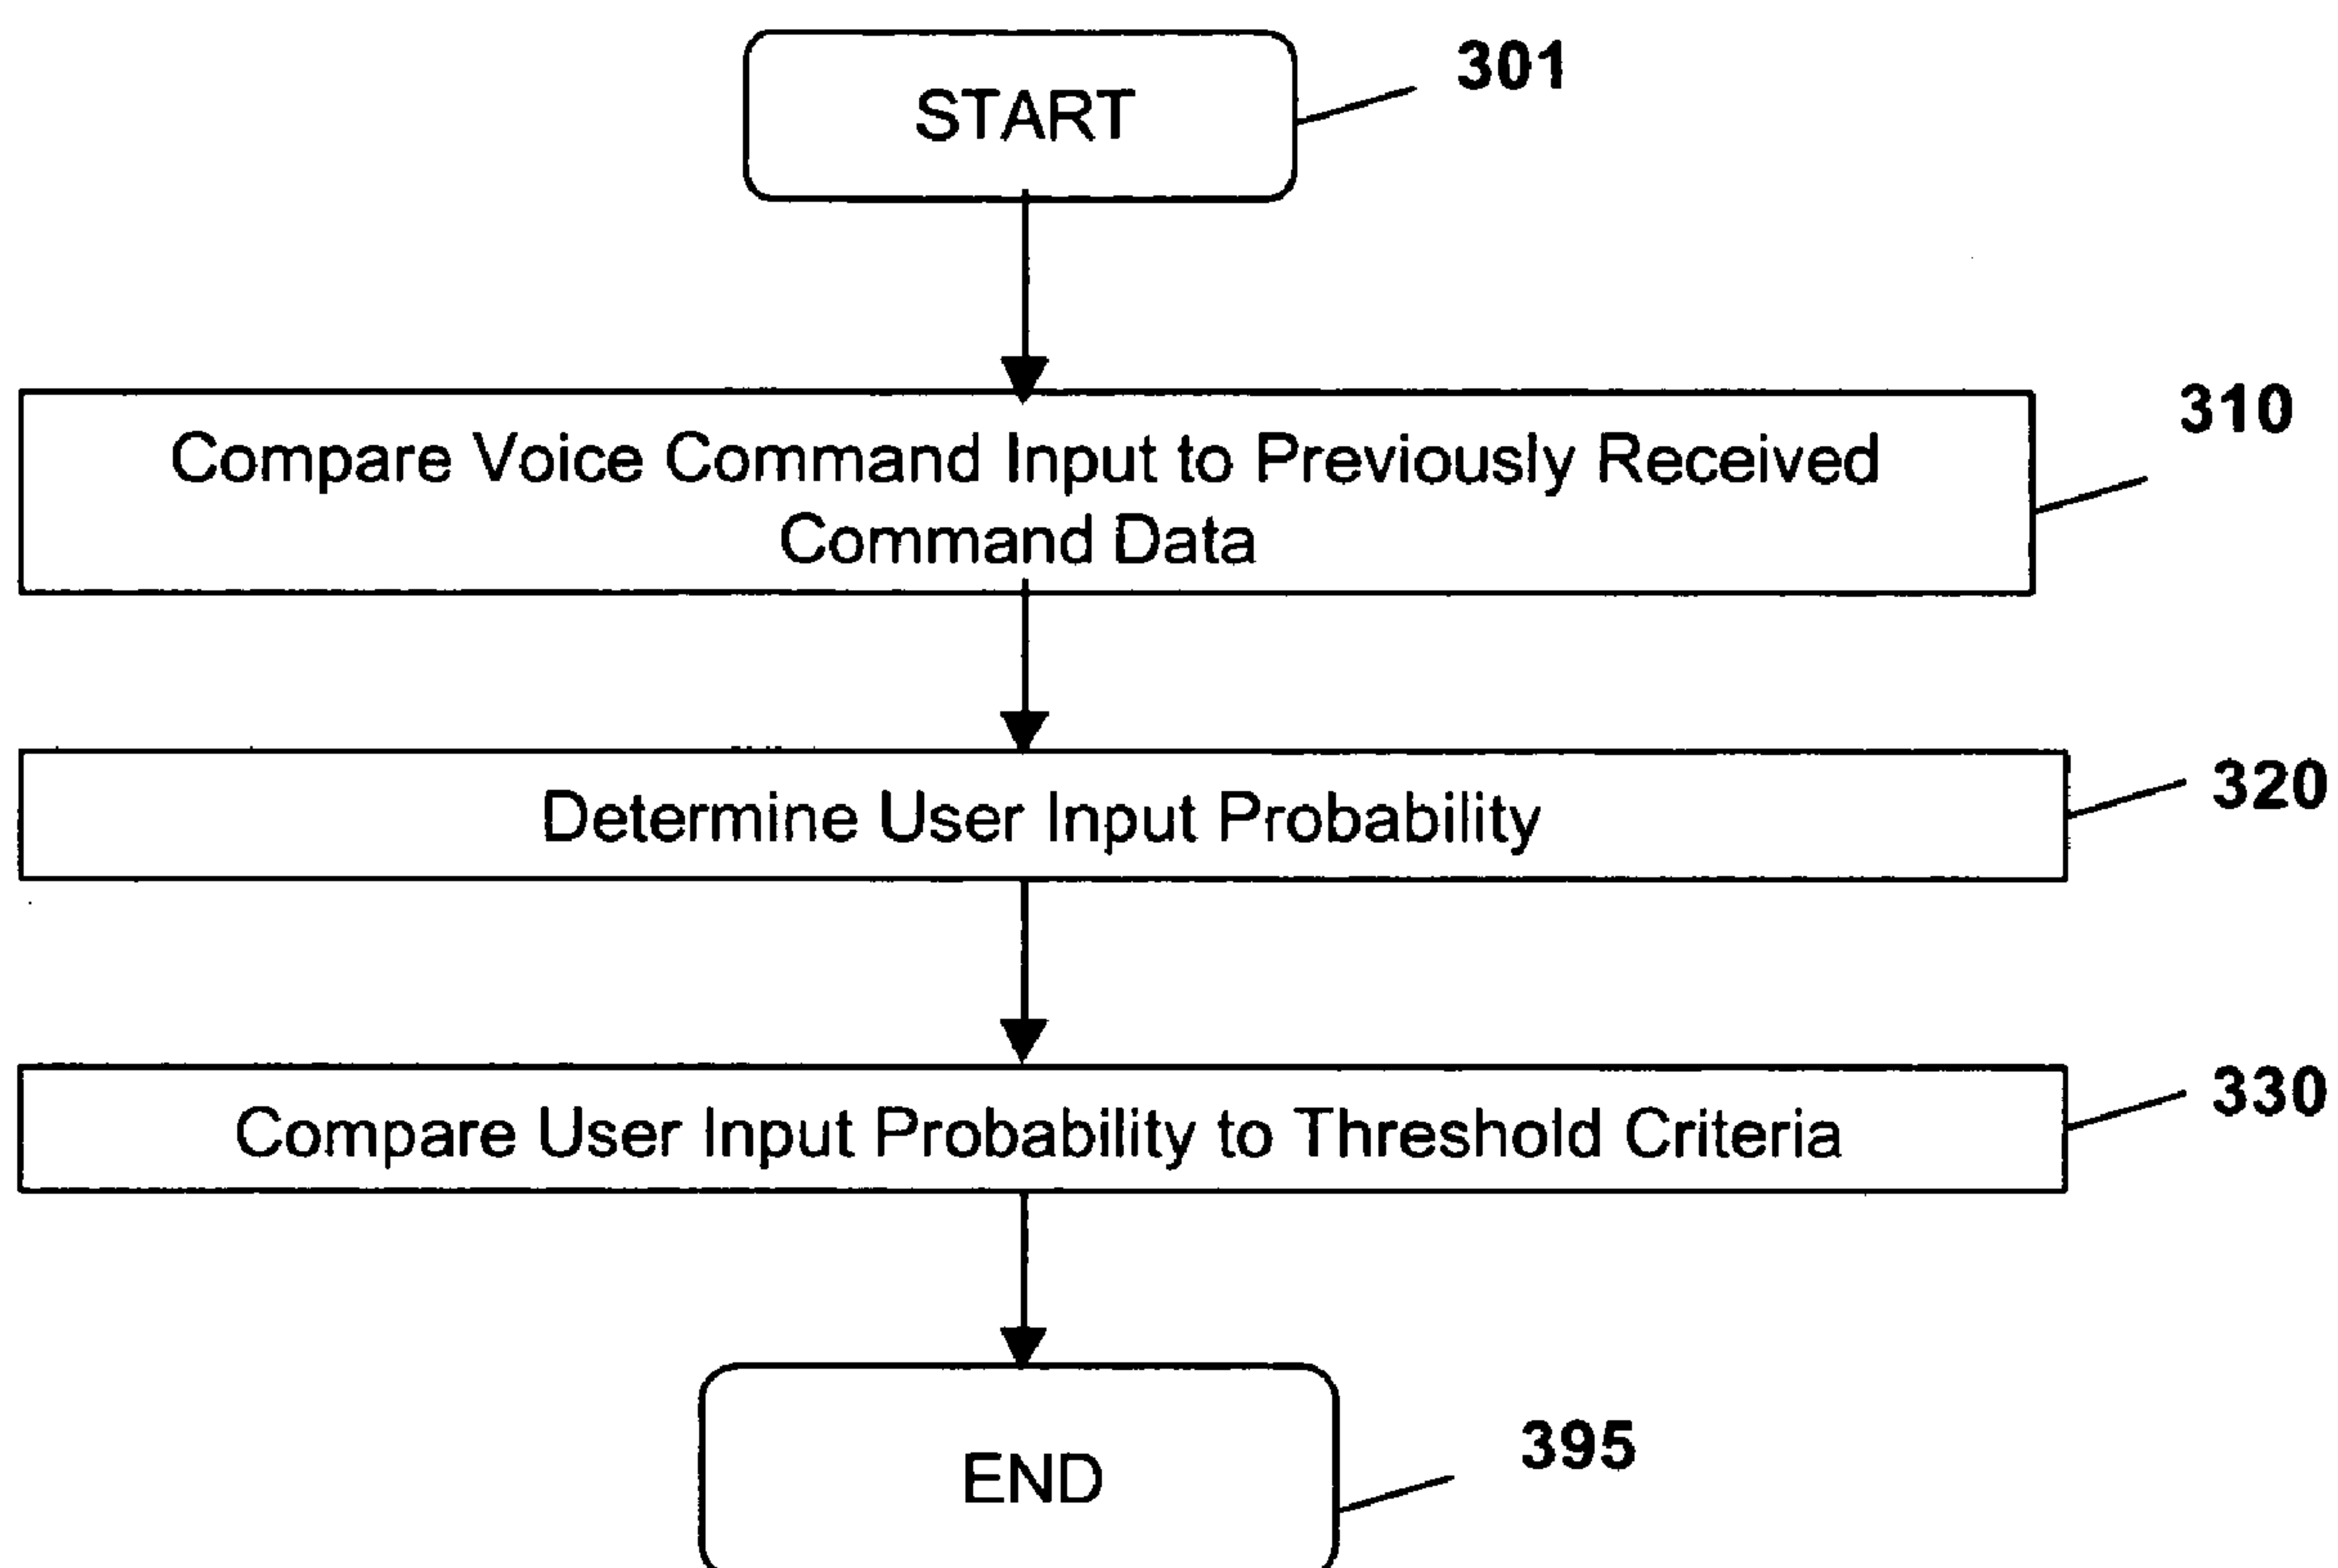 START
301
Compare Voice Command Input to Previously Received
Command Data
310
Determine User Input Probability
320
Compare User Input Probability to Threshold Criteria
330
END
395